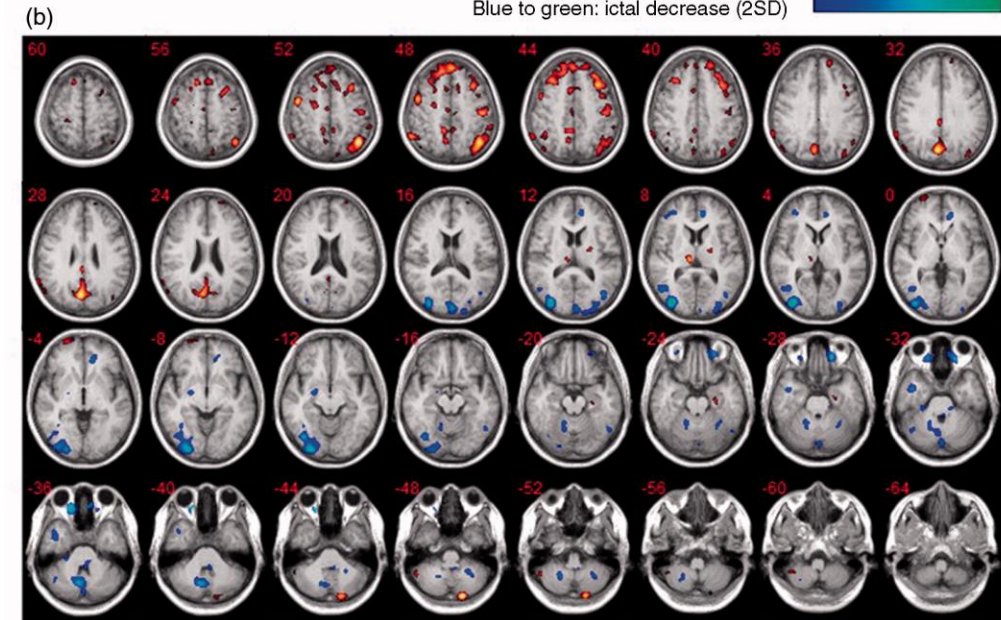 Blue to green: ictal decrease (2SD)
(b)
60 56 52 48 44 40 36 32
28 24 20 16 12 8 4 0
-4 -8 -12 -16 -20 -24 -28 -32
-36 -40 -44 -48 -52 -56 -60 -64